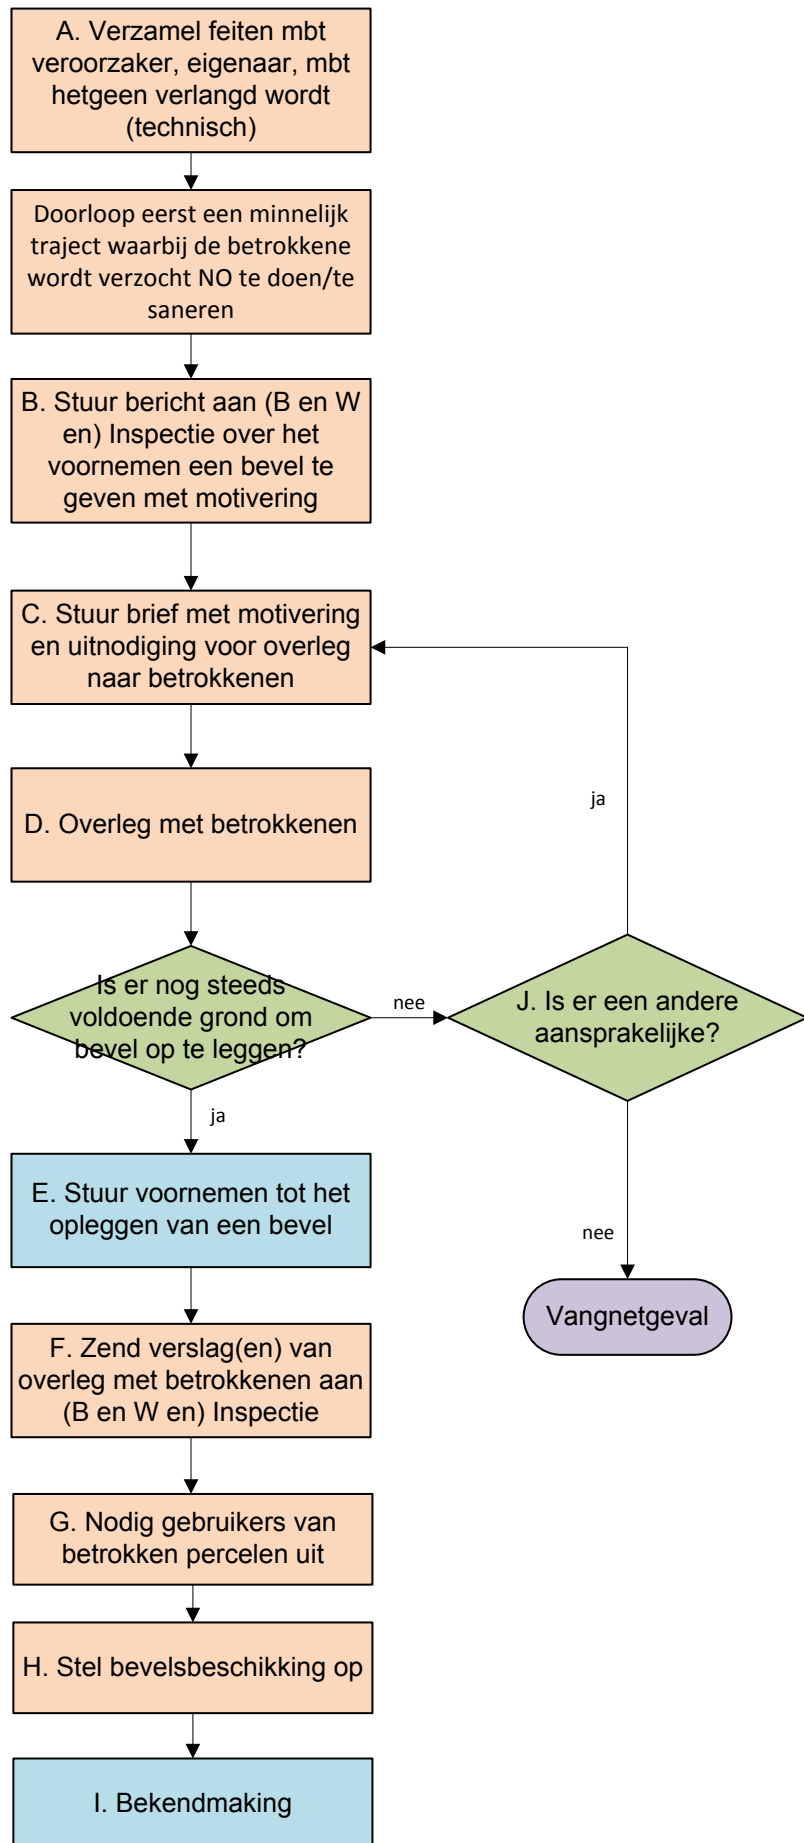 A. Verzamel feiten mbt
veroorzaker, eigenaar, mbt
hetgeen verlangd wordt
(technisch)
Doorloop eerst een minnelijk
traject waarbij de betrokkene
wordt verzocht NO te doen/te
saneren
B. Stuur bericht aan (B en W
en) Inspectie over het
voornemen een bevel te
geven met motivering
C. Stuur brief met motivering
en uitnodiging voor overleg
naar betrokkenen
D. Overleg met betrokkenen
ja
Is er nog steeds
voldoende grond om
bevel op te leggen?
nee
J. Is er een andere
aansprakelijke?
ja
E. Stuur voornemen tot het
opleggen van een bevel
nee
Vangnetgeval
F. Zend verslag(en) van
overleg met betrokkenen aan
(B en W en) Inspectie
G. Nodig gebruikers van
betrokken percelen uit
H. Stel bevelsbeschikking op
I. Bekendmaking